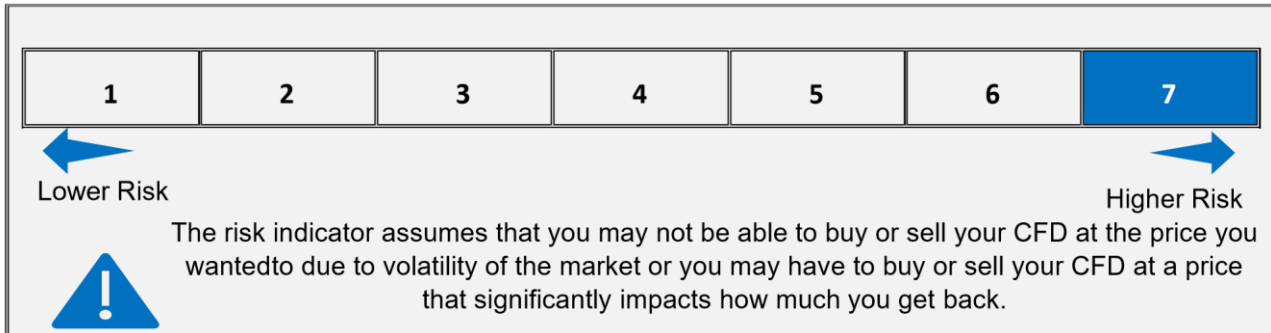 1 2 3 4 5 6 7
Lower Risk
Higher Risk
The risk indicator assumes that you may not be able to buy or sell your CFD at the price you
wantedto due to volatility of the market or you may have to buy or sell your CFD at a price
that significantly impacts how much you get back.